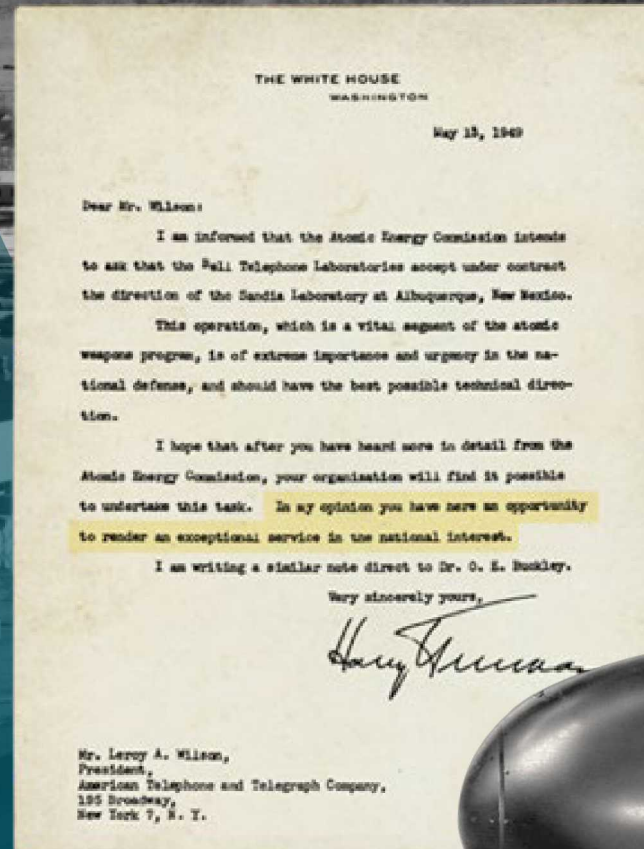 THE WHITE HOUSE
WASHINGTON
May 13, 1949
Dear Mr. Wilson:
I am informed that the Atomic Energy Commission intends
to ask that the Bell Telephone Laboratories accept under contract
the direction of the Sandia Laboratory at Albuquerque, New Mexico.
This operation, which is a vital segment of the atomic
weapons program, is of extreme importance and urgency in the na-
tional defense, and should have the best possible technical direc-
tion.
I hope that after you have heard more in detail from the
Atomic Energy Commission, your organization will find it possible
to undertake this task. In my opinion you have here an opportunity
to render an exceptional service in the national interest.
I am writing a similar note direct to Dr. O. E. Buckley.
Very sincerely yours,
Harry Truman
Mr. Leroy A. Wilson,
President,
American Telephone and Telegraph Company,
195 Broadway,
New York 7, N. Y.